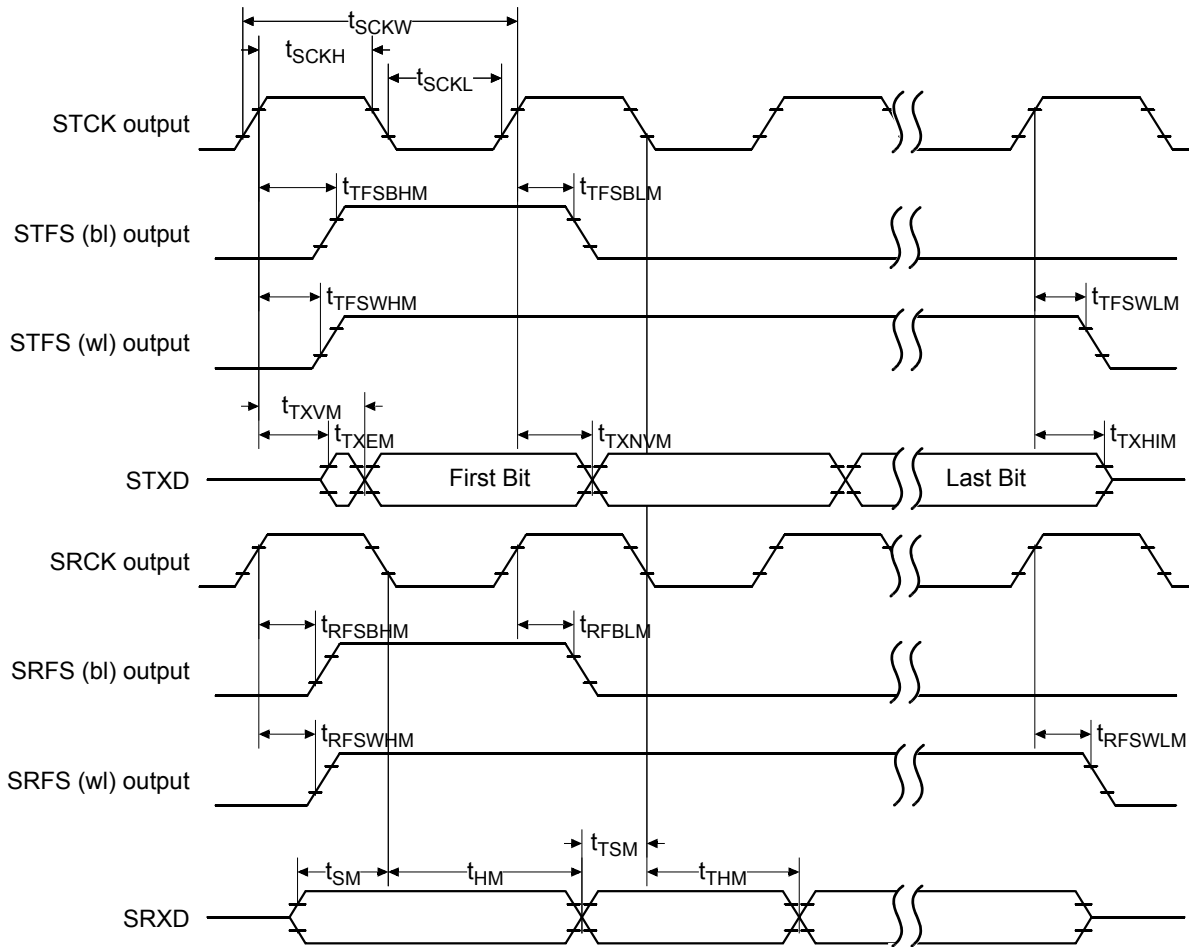 tSCKW
tSCKH
tSCKL
STCK output
tTFSBHM
tTFSBLM
STFS (bl) output
tTFSWHM
tTFSWLM
STFS (wl) output
tTXVM
tTXEM
tTXNVM
tTXHIM
STXD
First Bit
Last Bit
SRCK output
tRFSBHM
tRFBLM
SRFS (bl) output
tRFSWHM
tRFSWLM
SRFS (wl) output
tTSM
tSM
tHM
tTHM
SRXD